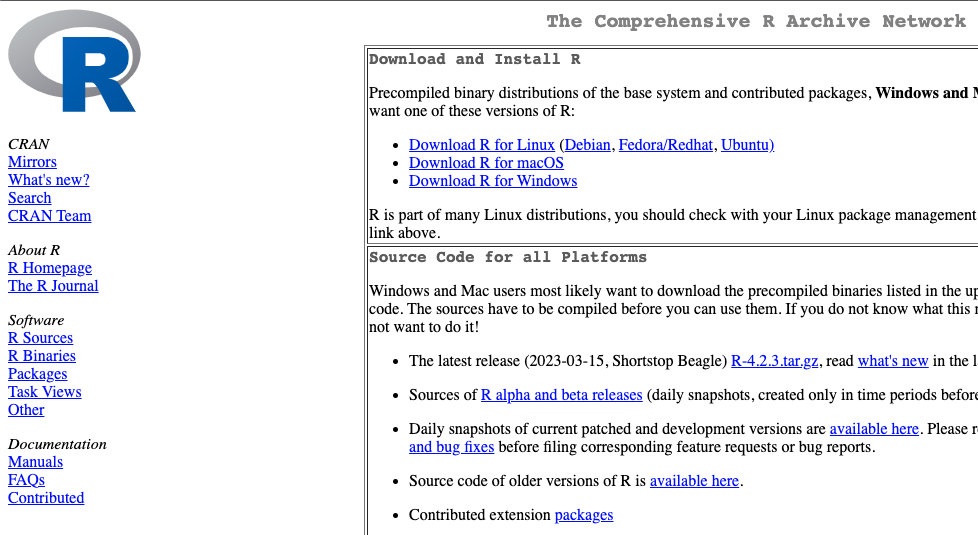 R
CRAN
Mirrors
What's new?
Search
CRAN Team
About R
R Homepage
The R Journal
Software
R Sources
R Binaries
Packages
Task Views
Other
Documentation
Manuals
FAQs
Contributed
The Comprehensive R Archive Network
Download and Install R
Precompiled binary distributions of the base system and contributed packages, Windows and
want one of these versions of R:
Download R for Linux (Debian, Fedora/Redhat, Ubuntu)
Download R for macOS
Download R for Windows
R is part of many Linux distributions, you should check with your Linux package management
link above.
Source Code for all Platforms
Windows and Mac users most likely want to download the precompiled binaries listed in the
code. The sources have to be compiled before you can use them. If you do not know what this
not want to do it!
The latest release (2023-03-15, Shortstop Beagle) R-4.2.3.tar.gz, read what's new in the
Sources of R alpha and beta releases (daily snapshots, created only in time periods before
Daily snapshots of current patched and development versions are available here. Please
and bug fixes before filing corresponding feature requests or bug reports.
Source code of older versions of R is available here.
Contributed extension packages